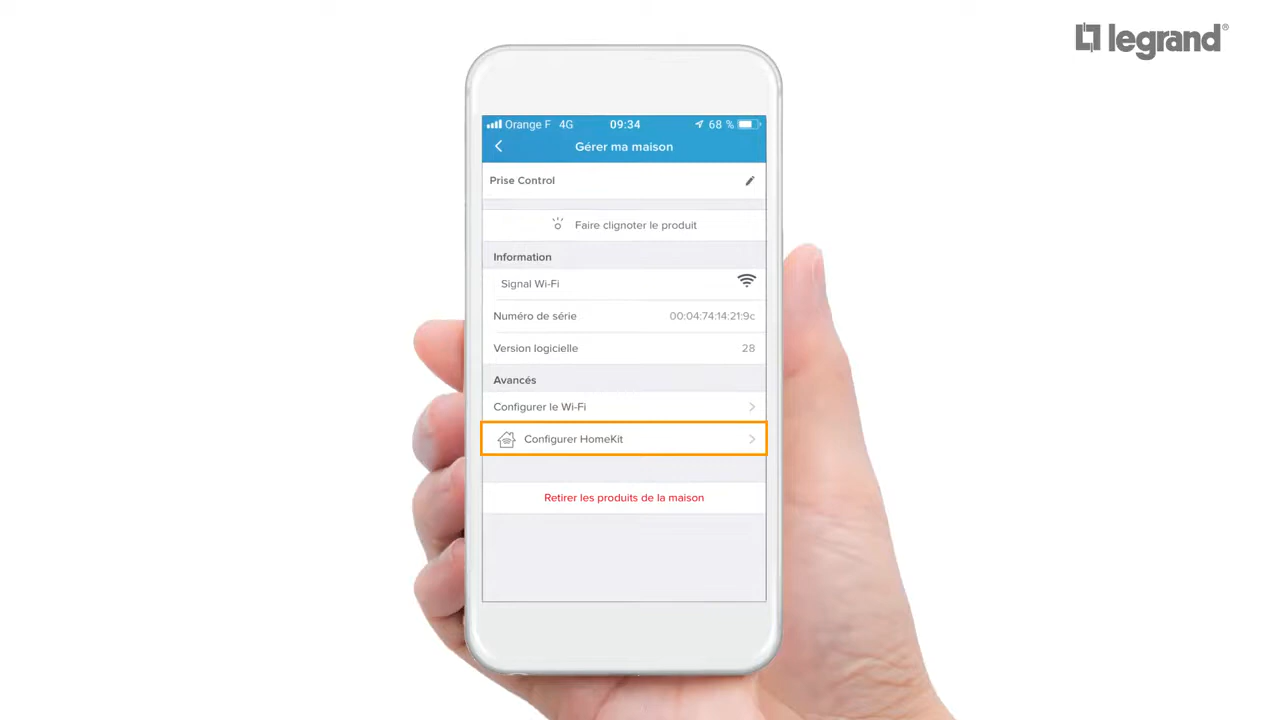 legrand®
Orange F 4G 09:34 68 %
Gérer ma maison
Prise Control
Faire clignoter le produit
Information
Signal Wi-Fi
Numéro de série 00:04:74:14:21:9c
Version logicielle 28
Avancés
Configurer le Wi-Fi
Configurer HomeKit
Retirer les produits de la maison